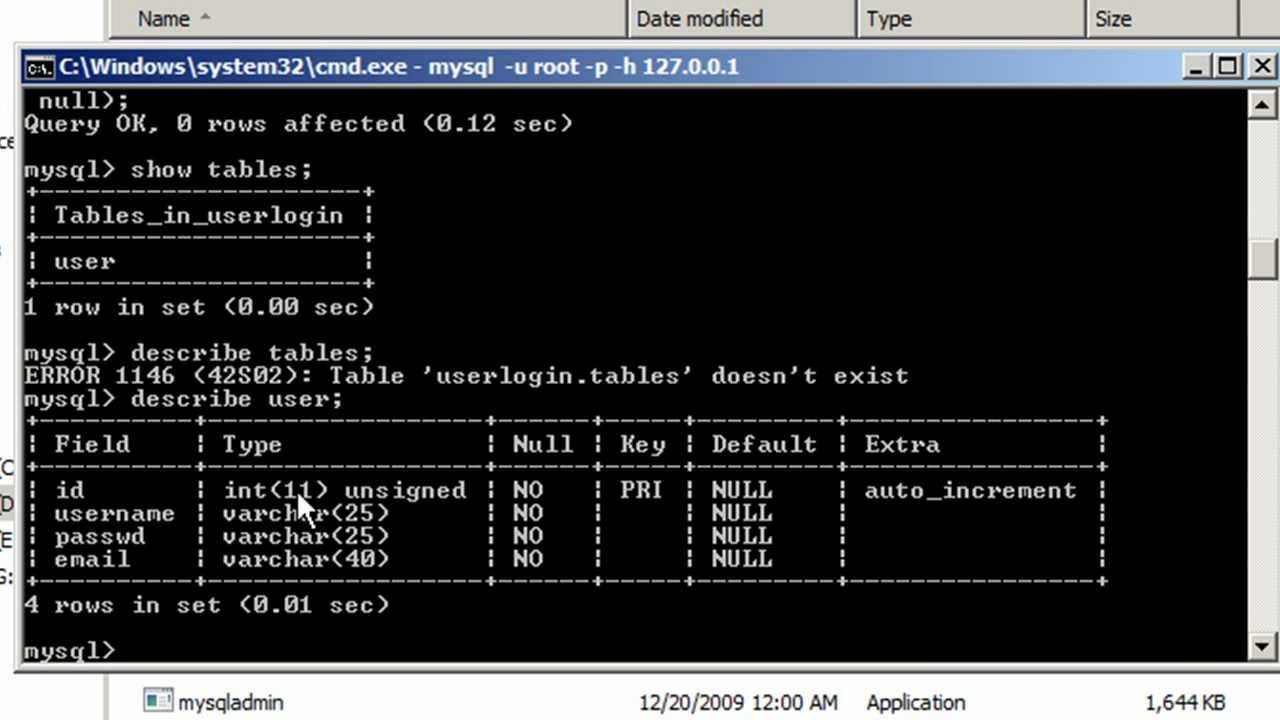 Name Date modified Type Size
C:\Windows\system32\cmd.exe - mysql -u root -p -h 127.0.0.1
null);
Query OK, 0 rows affected (0.12 sec)
mysql> show tables;
+---------------------+
| Tables_in_userlogin |
+---------------------+
| user                |
+---------------------+
1 row in set (0.00 sec)
mysql> describe tables;
ERROR 1146 (42S02): Table 'userlogin.tables' doesn't exist
mysql> describe user;
+----------+------------------+------+-----+---------+----------------+
| Field    | Type             | Null | Key | Default | Extra          |
+----------+------------------+------+-----+---------+----------------+
| id       | int(11) unsigned | NO   | PRI | NULL    | auto_increment |
| username | varchar(25)      | NO   |     | NULL    |                |
| passwd   | varchar(25)      | NO   |     | NULL    |                |
| email    | varchar(40)      | NO   |     | NULL    |                |
+----------+------------------+------+-----+---------+----------------+
4 rows in set (0.01 sec)
mysql>
mysqladmin 12/20/2009 12:00 AM Application 1,644 KB